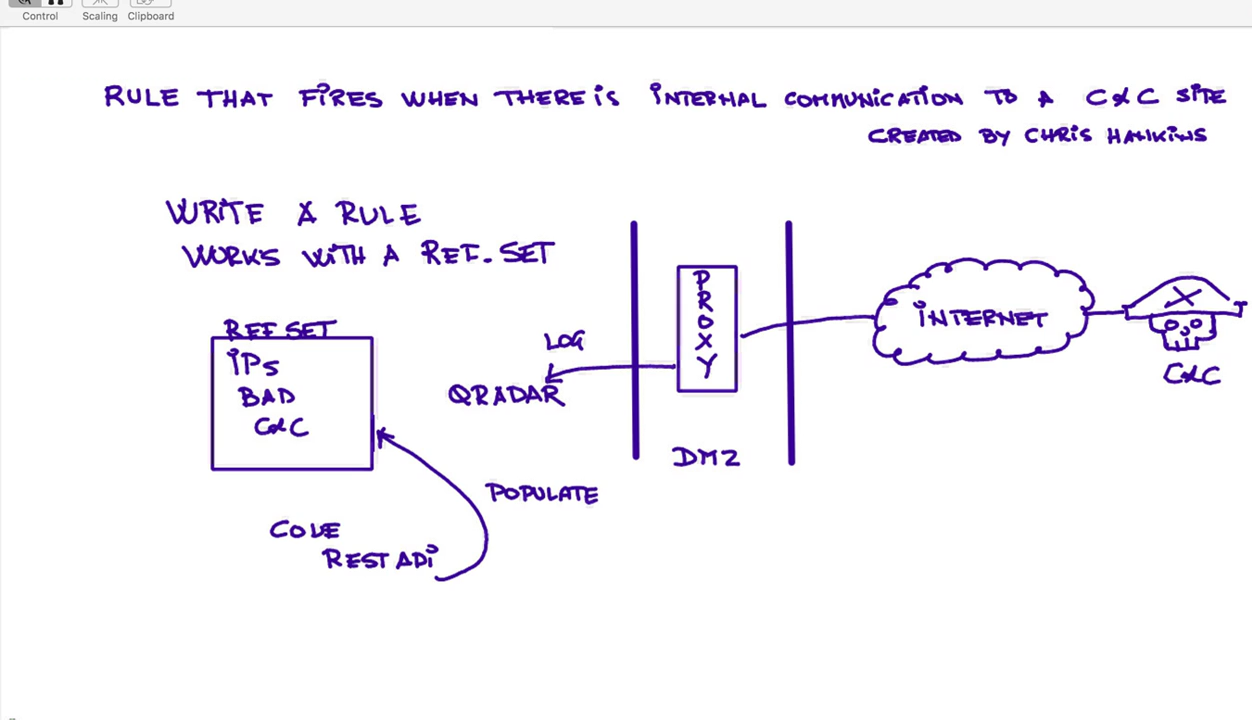 Control Scaling Clipboard
RULE THAT FIRES WHEN THERE IS INTERNAL COMMUNICATION TO A C&C SITE
CREATED BY CHRIS HANKINS
WRITE A RULE
WORKS WITH A REF. SET
REF SET
IPs
BAD
C&C
LOG
QRADAR
PROXY
DMZ
INTERNET
C&C
POPULATE
CODE
REST API